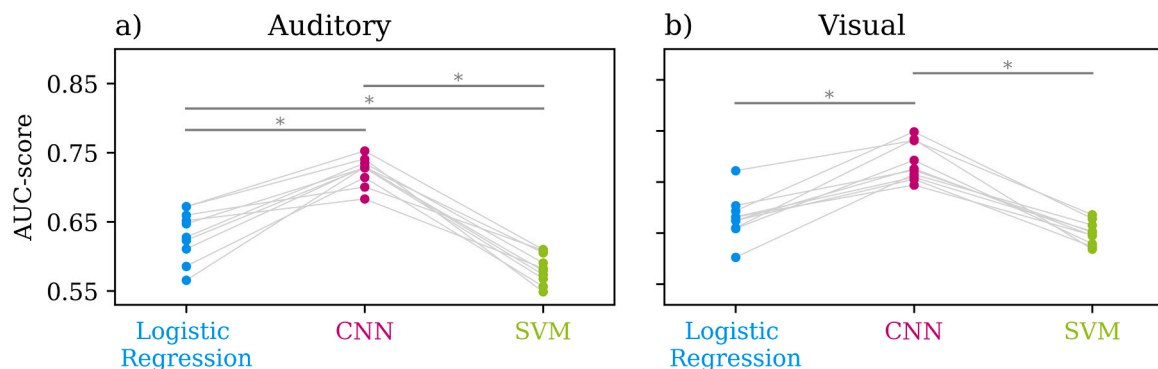 a) Auditory
b) Visual
AUC-score
0.85
0.75
0.65
0.55
*
*
*
*
*
Logistic
Regression
CNN
SVM
Logistic
Regression
CNN
SVM